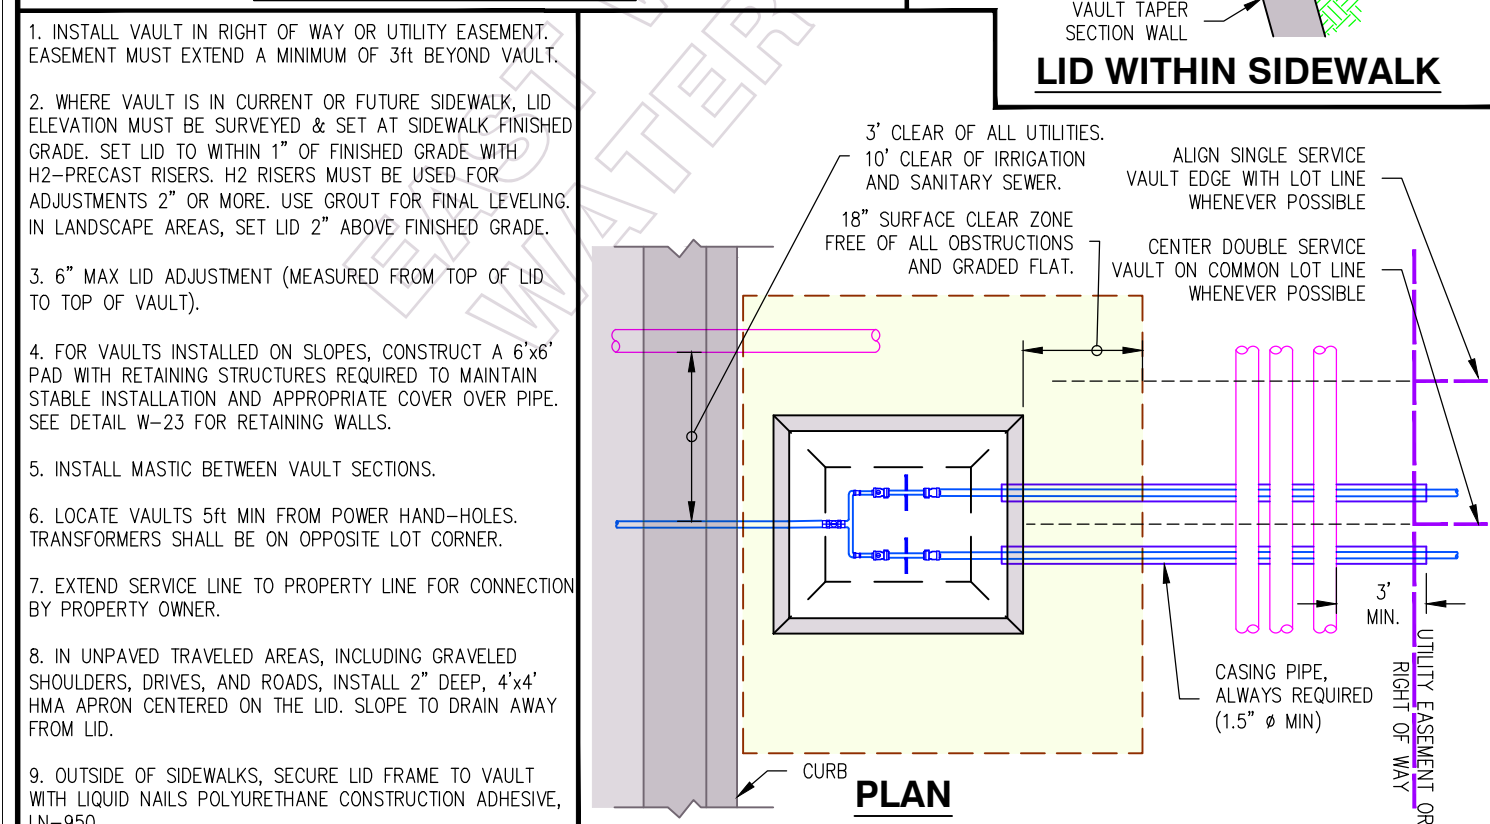 1. INSTALL VAULT IN RIGHT OF WAY OR UTILITY EASEMENT.
EASEMENT MUST EXTEND A MINIMUM OF 3ft BEYOND VAULT.
2. WHERE VAULT IS IN CURRENT OR FUTURE SIDEWALK, LID
ELEVATION MUST BE SURVEYED & SET AT SIDEWALK FINISHED
GRADE. SET LID TO WITHIN 1” OF FINISHED GRADE WITH
H2-PRECAST RISERS. H2 RISERS MUST BE USED FOR
ADJUSTMENTS 2” OR MORE. USE GROUT FOR FINAL LEVELING.
IN LANDSCAPE AREAS, SET LID 2” ABOVE FINISHED GRADE.
3. 6” MAX LID ADJUSTMENT (MEASURED FROM TOP OF LID
TO TOP OF VAULT).
4. FOR VAULTS INSTALLED ON SLOPES, CONSTRUCT A 6’x6’
PAD WITH RETAINING STRUCTURES REQUIRED TO MAINTAIN
STABLE INSTALLATION AND APPROPRIATE COVER OVER PIPE.
SEE DETAIL W-23 FOR RETAINING WALLS.
5. INSTALL MASTIC BETWEEN VAULT SECTIONS.
6. LOCATE VAULTS 5ft MIN FROM POWER HAND-HOLES.
TRANSFORMERS SHALL BE ON OPPOSITE LOT CORNER.
7. EXTEND SERVICE LINE TO PROPERTY LINE FOR CONNECTION
BY PROPERTY OWNER.
8. IN UNPAVED TRAVELED AREAS, INCLUDING GRAVELED
SHOULDERS, DRIVES, AND ROADS, INSTALL 2” DEEP, 4’x4’
HMA APRON CENTERED ON THE LID. SLOPE TO DRAIN AWAY
FROM LID.
9. OUTSIDE OF SIDEWALKS, SECURE LID FRAME TO VAULT
WITH LIQUID NAILS POLYURETHANE CONSTRUCTION ADHESIVE,
LN-950
EAST
WATER
VAULT TAPER
SECTION WALL
LID WITHIN SIDEWALK
3’ CLEAR OF ALL UTILITIES.
10’ CLEAR OF IRRIGATION
AND SANITARY SEWER.
18” SURFACE CLEAR ZONE
FREE OF ALL OBSTRUCTIONS
AND GRADED FLAT.
ALIGN SINGLE SERVICE
VAULT EDGE WITH LOT LINE
WHENEVER POSSIBLE
CENTER DOUBLE SERVICE
VAULT ON COMMON LOT LINE
WHENEVER POSSIBLE
3’
MIN.
CASING PIPE,
ALWAYS REQUIRED
(1.5” ø MIN)
UTILITY EASEMENT OR
RIGHT OF WAY
CURB
PLAN